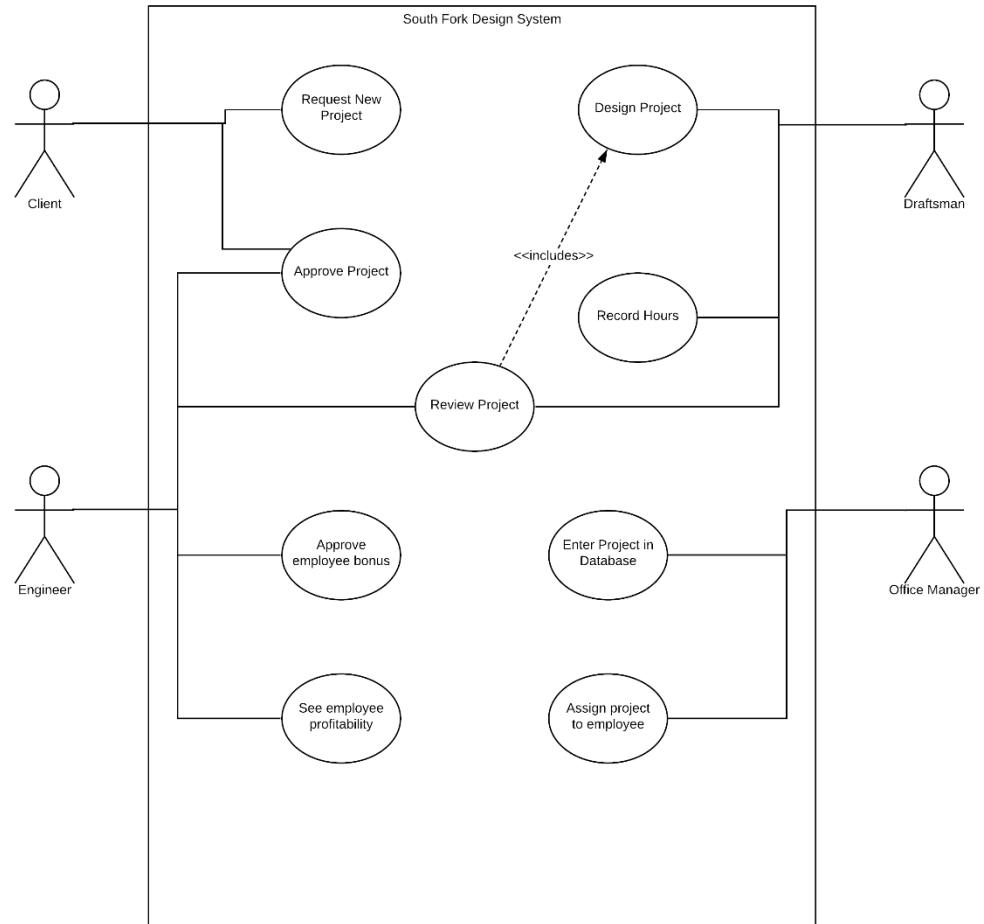 South Fork Design System
Request New
Project
Design Project
Client
Draftsman
<<includes>>
Approve Project
Record Hours
Review Project
Approve
employee bonus
Enter Project in
Database
Engineer
Office Manager
See employee
profitability
Assign project
to employee